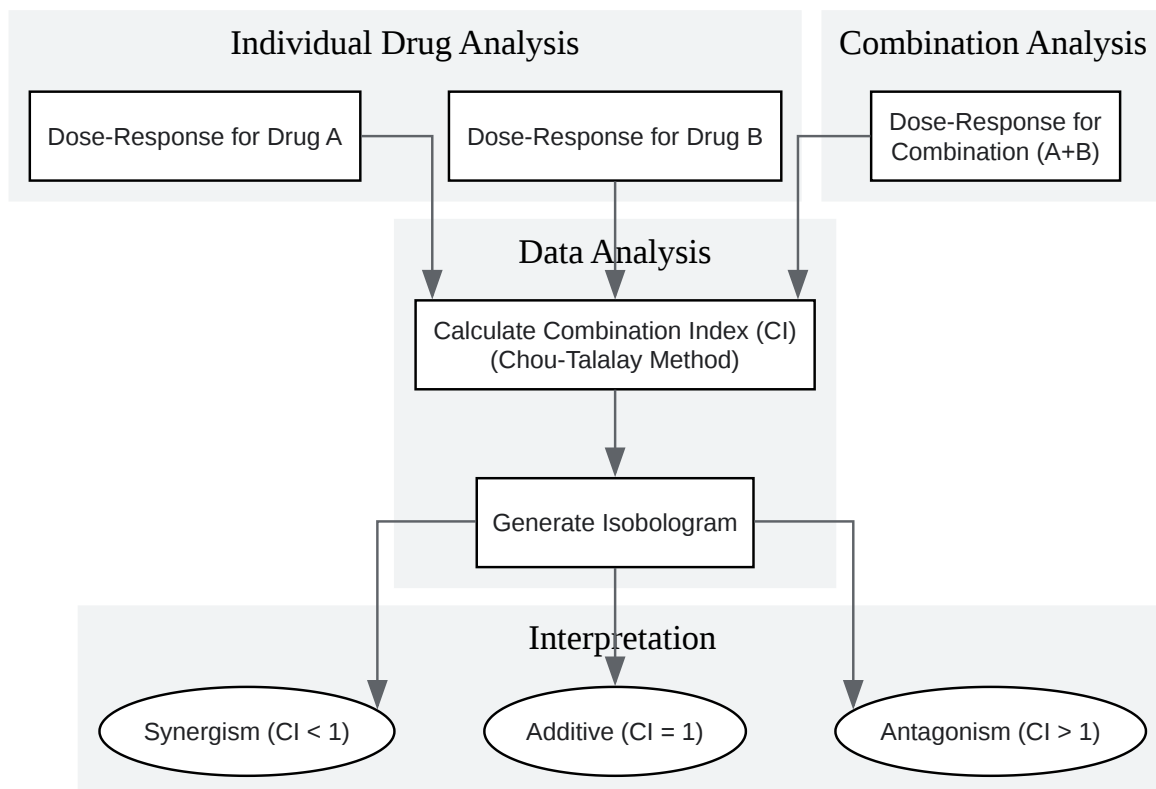 Individual Drug Analysis
Combination Analysis
Dose-Response for Drug A
Dose-Response for Drug B
Dose-Response for
Combination (A+B)
Data Analysis
Calculate Combination Index (CI)
(Chou-Talalay Method)
Generate Isobologram
Interpretation
Synergism (CI < 1)
Additive (CI = 1)
Antagonism (CI > 1)